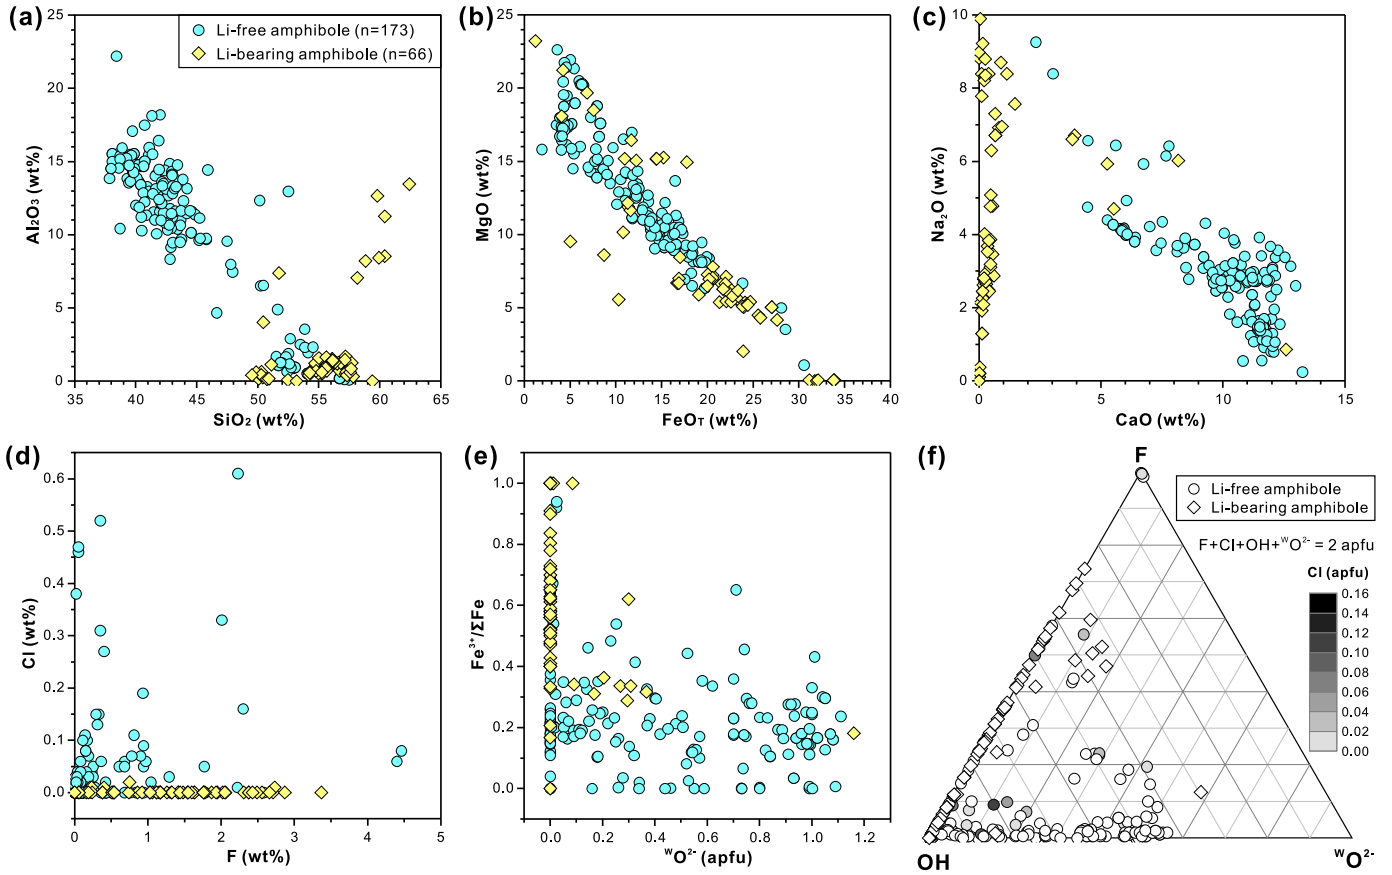 (a)
25
20
15
10
5
0
Al₂O₃ (wt%)
35 40 45 50 55 60 65
SiO₂ (wt%)
Li-free amphibole (n=173)
Li-bearing amphibole (n=66)
(b)
25
20
15
10
5
0
MgO (wt%)
0 5 10 15 20 25 30 35 40
FeOT (wt%)
(c)
10
8
6
4
2
0
Na₂O (wt%)
0 5 10 15
CaO (wt%)
(d)
0.6
0.5
0.4
0.3
0.2
0.1
0.0
Cl (wt%)
0 1 2 3 4 5
F (wt%)
(e)
1.0
0.8
0.6
0.4
0.2
0.0
Fe³⁺/ΣFe
0.0 0.2 0.4 0.6 0.8 1.0 1.2
ᵂO²⁻ (apfu)
(f)
F
Li-free amphibole
Li-bearing amphibole
F+Cl+OH+ᵂO²⁻ = 2 apfu
Cl (apfu)
0.16
0.14
0.12
0.10
0.08
0.06
0.04
0.02
0.00
OH
ᵂO²⁻